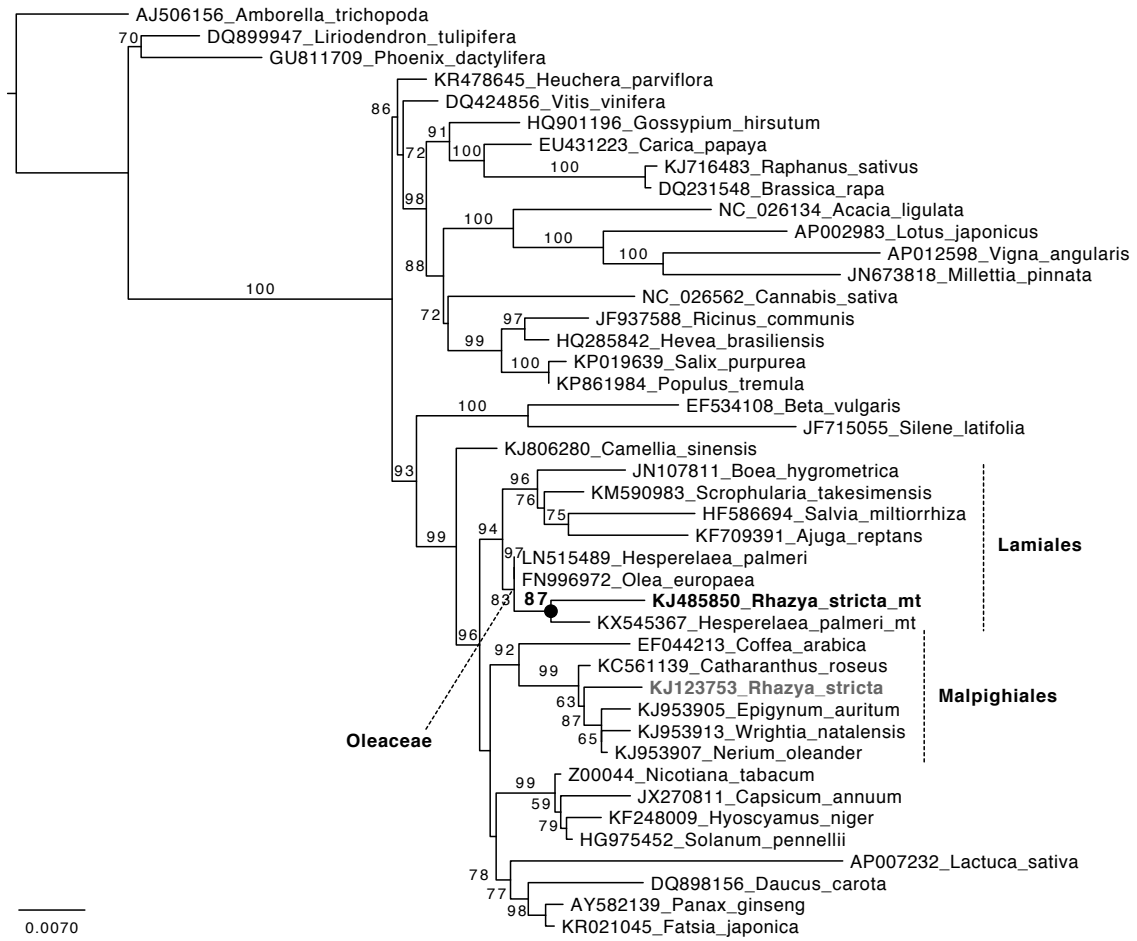 AJ506156_Amborella_trichopoda
70
DQ899947_Liriodendron_tulipifera
GU811709_Phoenix_dactylifera
KR478645_Heuchera_parviflora
86
DQ424856_Vitis_vinifera
HQ901196_Gossypium_hirsutum
91
EU431223_Carica_papaya
72
100
KJ716483_Raphanus_sativus
100
DQ231548_Brassica_rapa
98
NC_026134_Acacia_ligulata
100
AP002983_Lotus_japonicus
100
AP012598_Vigna_angularis
100
JN673818_Millettia_pinnata
88
100
NC_026562_Cannabis_sativa
72
97
JF937588_Ricinus_communis
99
HQ285842_Hevea_brasiliensis
100
KP019639_Salix_purpurea
KP861984_Populus_tremula
100
EF534108_Beta_vulgaris
JF715055_Silene_latifolia
KJ806280_Camellia_sinensis
93
96
JN107811_Boea_hygrometrica
76
KM590983_Scrophularia_takesimensis
75
HF586694_Salvia_miltiorrhiza
94
KF709391_Ajuga_reptans
99
Lamiales
97
LN515489_Hesperelaea_palmeri
FN996972_Olea_europaea
83
87
KJ485850_Rhazya_stricta_mt
KX545367_Hesperelaea_palmeri_mt
96
92
EF044213_Coffea_arabica
99
KC561139_Catharanthus_roseus
KJ123753_Rhazya_stricta
Malpighiales
63
KJ953905_Epigynum_auritum
87
KJ953913_Wrightia_natalensis
65
Oleaceae
KJ953907_Nerium_oleander
Z00044_Nicotiana_tabacum
99
JX270811_Capsicum_annuum
59
KF248009_Hyoscyamus_niger
79
HG975452_Solanum_pennellii
AP007232_Lactuca_sativa
78
DQ898156_Daucus_carota
77
AY582139_Panax_ginseng
98
KR021045_Fatsia_japonica
0.0070